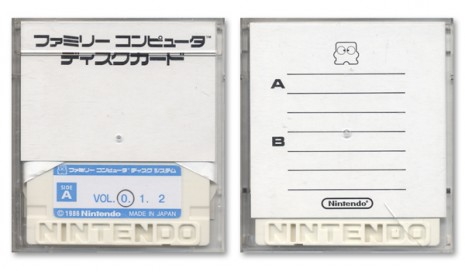 ファミリー コンピュータ™
ディスクカード
ファミリー コンピュータ ディスク システム
SIDE
A
VOL. 0. 1. 2
© 1986 Nintendo MADE IN JAPAN
NINTENDO
A
B
Nintendo®
NINTENDO